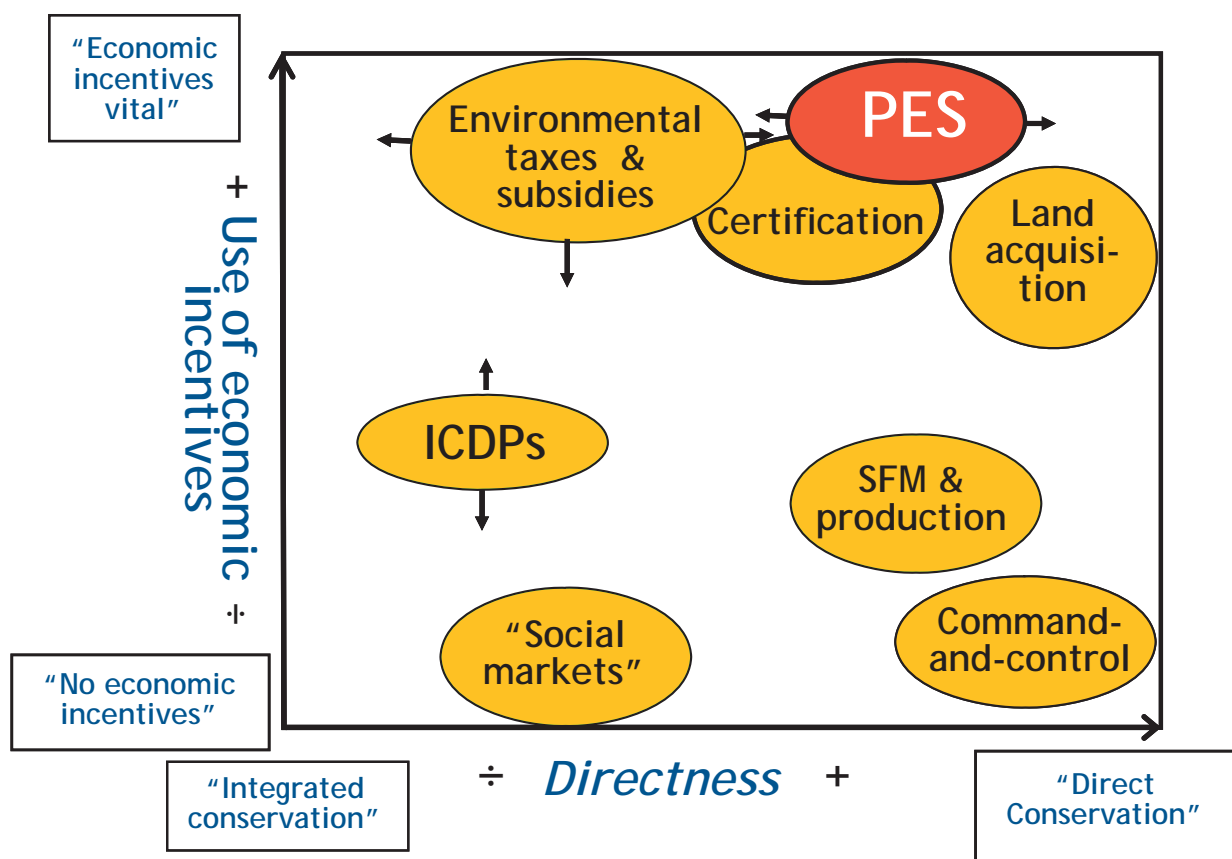 “Economic
incentives
vital”
+
Use of economic
incentives
÷
“No economic
incentives”
Environmental
taxes &
subsidies
PES
Certification
Land
acquisi-
tion
ICDPs
SFM &
production
“Social
markets”
Command-
and-control
“Integrated
conservation”
÷ Directness +
“Direct
Conservation”